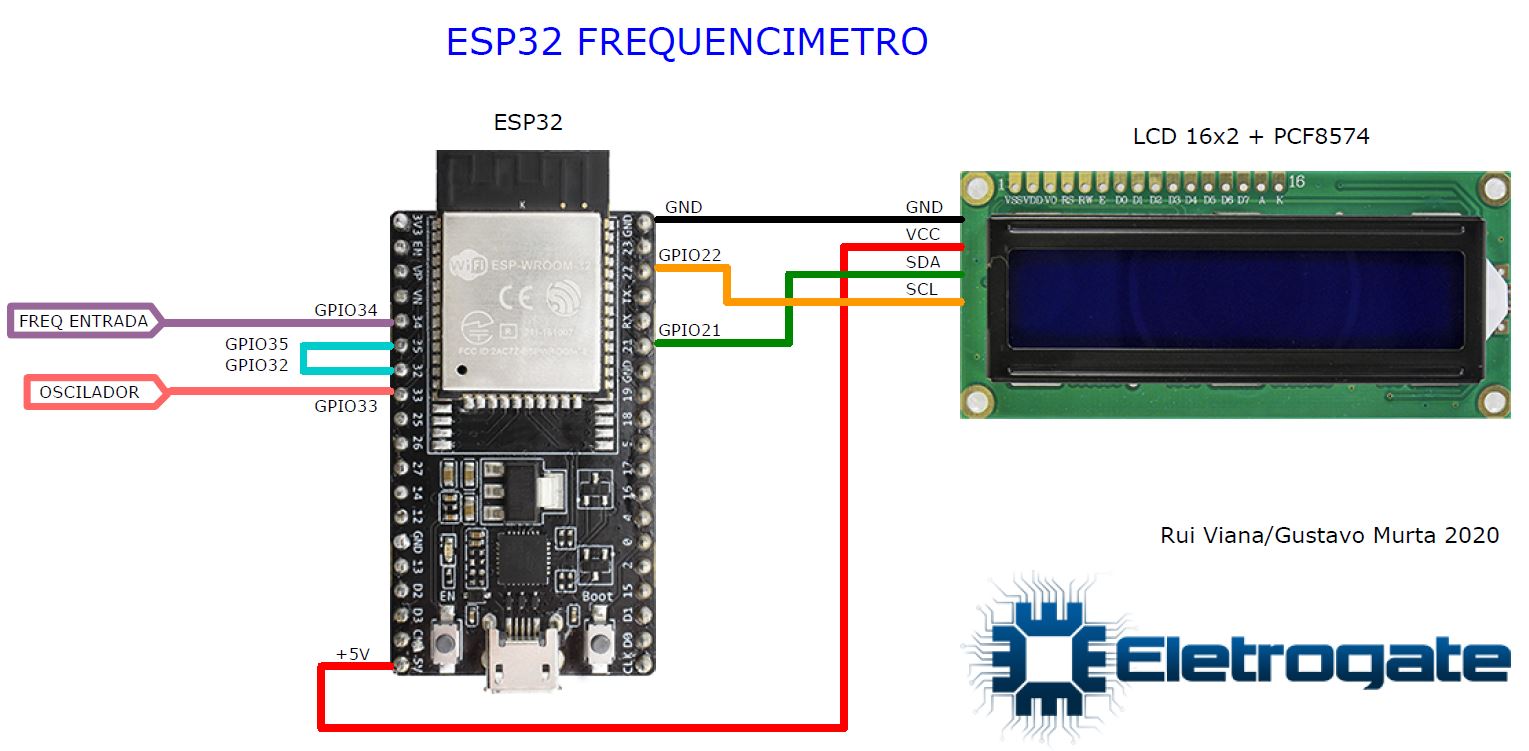 ESP32 FREQUENCIMETRO
ESP32
LCD 16x2 + PCF8574
1
16
VSS VDD VO RS RW E D0 D1 D2 D3 D4 D5 D6 D7 A K
GND
GND
VCC
GPIO22
SDA
SCL
GPIO21
GPIO34
FREQ ENTRADA
GPIO35
GPIO32
OSCILADOR
GPIO33
+5V
K
WiFi ESP-WROOM-32
CE
R
211-161007
3V3
EN
VP
VN
34
35
32
33
25
26
27
14
12
GND
13
D2
D3
5V
GND
23
22
TX
RX
21
GND
19
18
5
17
16
4
0
2
15
D1
D0
CLK
EN
Boot
Rui Viana/Gustavo Murta 2020
Eletrogate